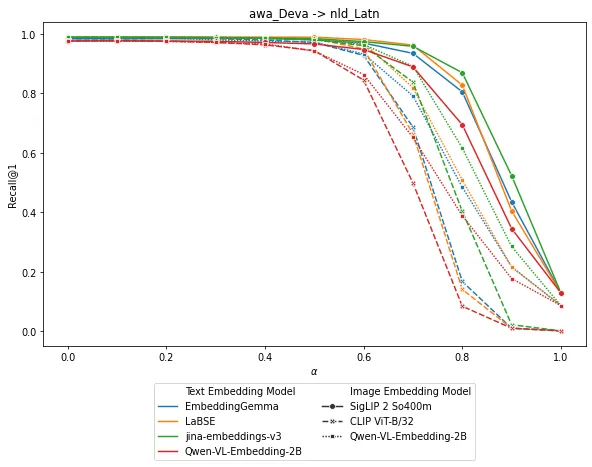 awa_Deva -> nld_Latn
1.0
0.8
0.6
0.4
0.2
0.0
Recall@1
0.0 0.2 0.4 0.6 0.8 1.0
α
Text Embedding Model Image Embedding Model
EmbeddingGemma SigLIP 2 So400m
LaBSE CLIP ViT-B/32
jina-embeddings-v3 Qwen-VL-Embedding-2B
Qwen-VL-Embedding-2B